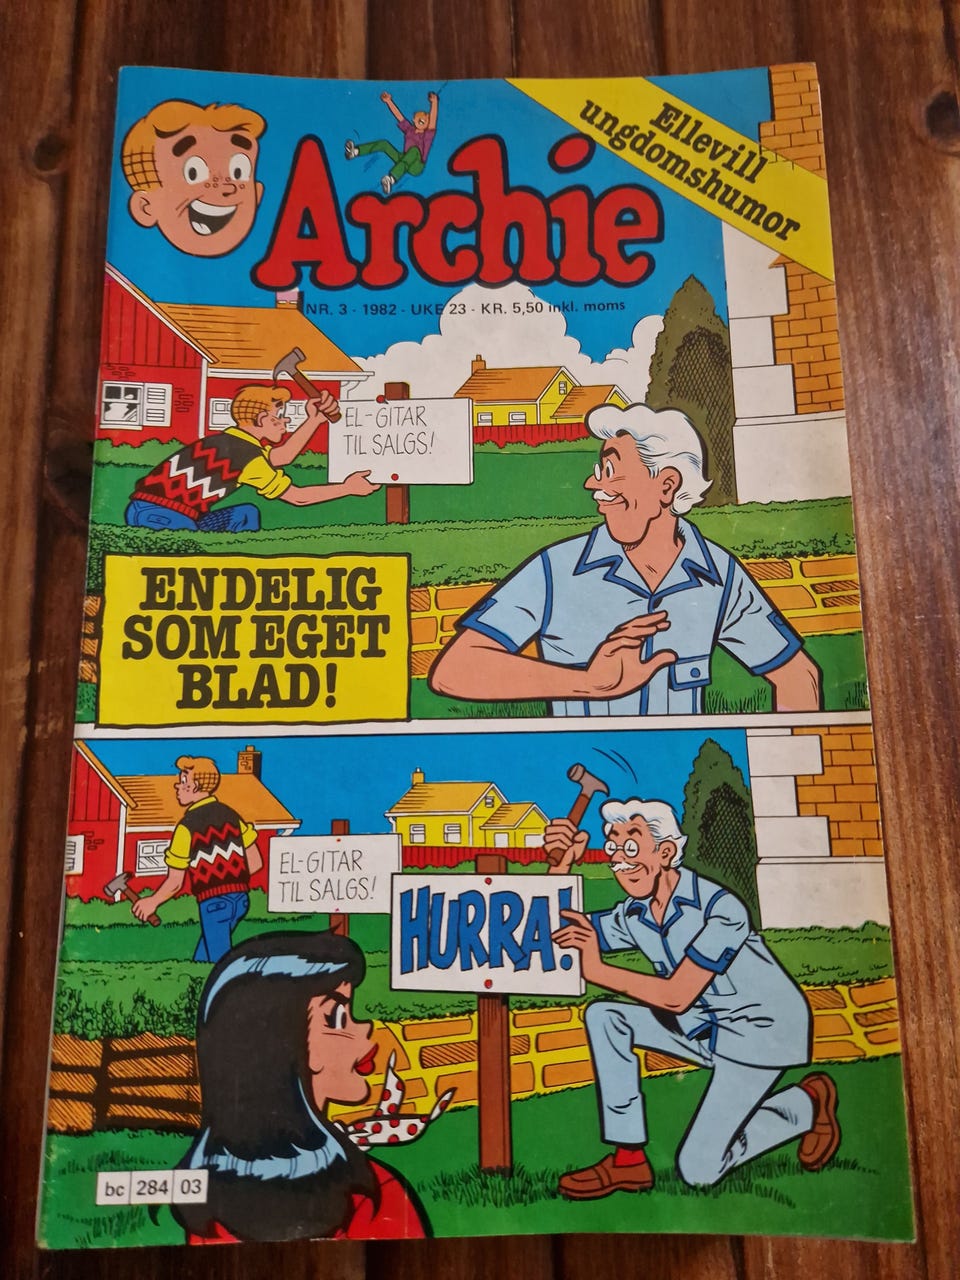 Ellevill
ungdomshumor
Archie
NR. 3 - 1982 - UKE 23 - KR. 5,50 inkl. moms
EL-GITAR
TIL SALGS!
ENDELIG
SOM EGET
BLAD!
EL-GITAR
TIL SALGS!
HURRA!
bc 284 03